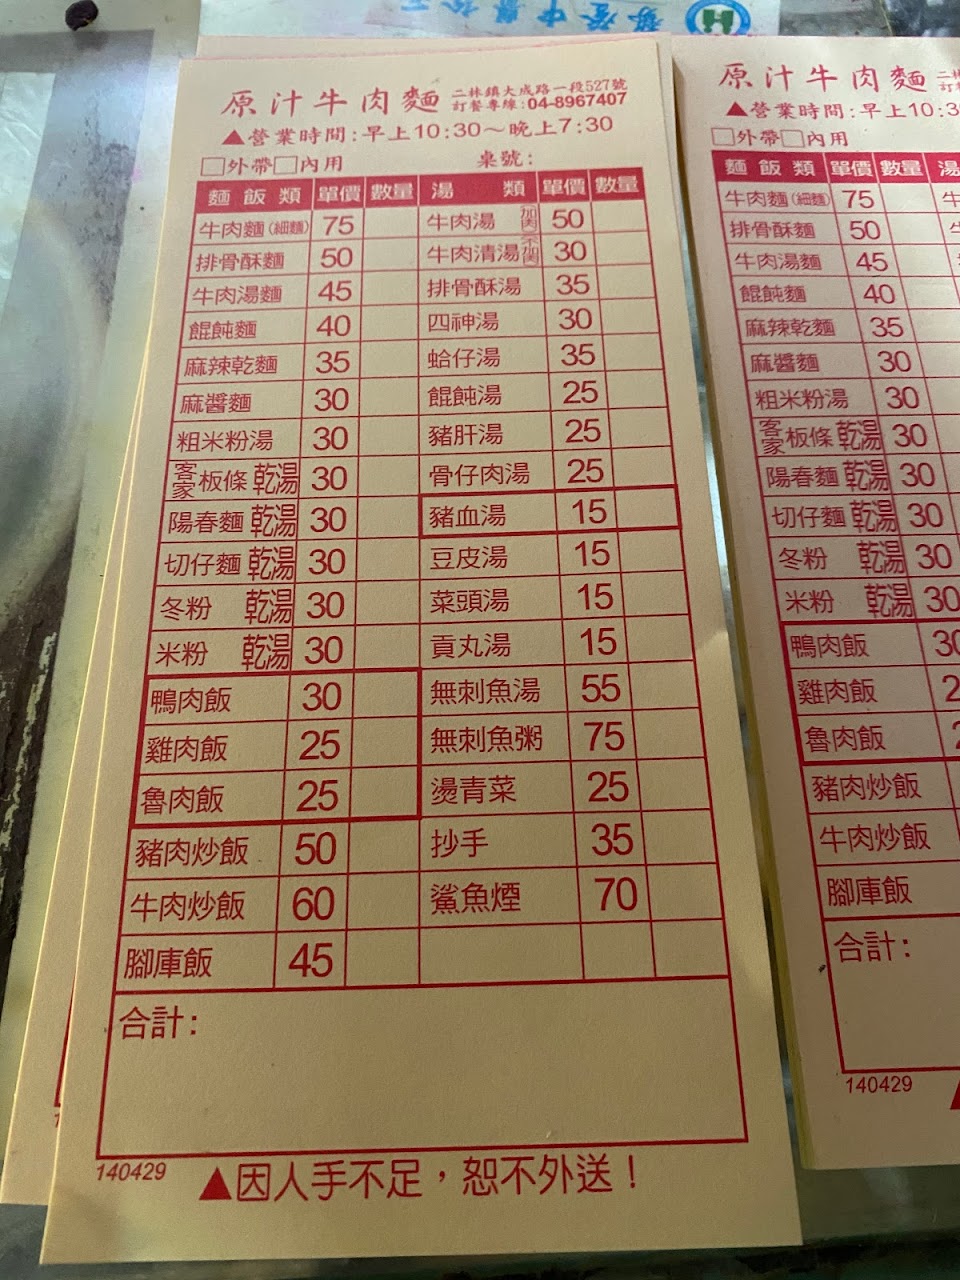 原汁牛肉麵 二林鎮大成路一段527號
訂餐專線:04-8967407
▲營業時間:早上10:30～晚上7:30
□外帶□內用 桌號:
麵飯類 單價 數量 湯類 單價 數量
牛肉麵(細麵) 75 牛肉湯(加肉) 50
排骨酥麵 50 牛肉清湯 30
牛肉湯麵 45 排骨酥湯 35
餛飩麵 40 四神湯 30
麻辣乾麵 35 蛤仔湯 35
麻醬麵 30 餛飩湯 25
粗米粉湯 30 豬肝湯 25
客家板條 乾湯 30 骨仔肉湯 25
陽春麵 乾湯 30 豬血湯 15
切仔麵 乾湯 30 豆皮湯 15
冬粉 乾湯 30 菜頭湯 15
米粉 乾湯 30 貢丸湯 15
鴨肉飯 30 無刺魚湯 55
雞肉飯 25 無刺魚粥 75
魯肉飯 25 燙青菜 25
豬肉炒飯 50 抄手 35
牛肉炒飯 60 鯊魚煙 70
腳庫飯 45
合計:
140429
▲因人手不足，恕不外送！
原汁牛肉麵
▲營業時間:早上10:3
□外帶□內用
麵飯類 單價 數量 湯
牛肉麵(細麵) 75
排骨酥麵 50
牛肉湯麵 45
餛飩麵 40
麻辣乾麵 35
麻醬麵 30
粗米粉湯 30
客家板條 乾湯 30
陽春麵 乾湯 30
切仔麵 乾湯 30
冬粉 乾湯 30
米粉 乾湯 30
鴨肉飯 30
雞肉飯 2
魯肉飯 2
豬肉炒飯
牛肉炒飯
腳庫飯
合計:
140429